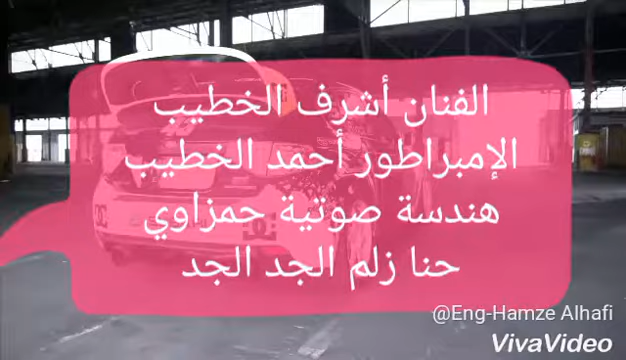 الفنان أشرف الخطيب
الإمبراطور أحمد الخطيب
هندسة صوتية حمزاوي
حنا زلم الجد الجد
@Eng-Hamze Alhafi
VivaVideo